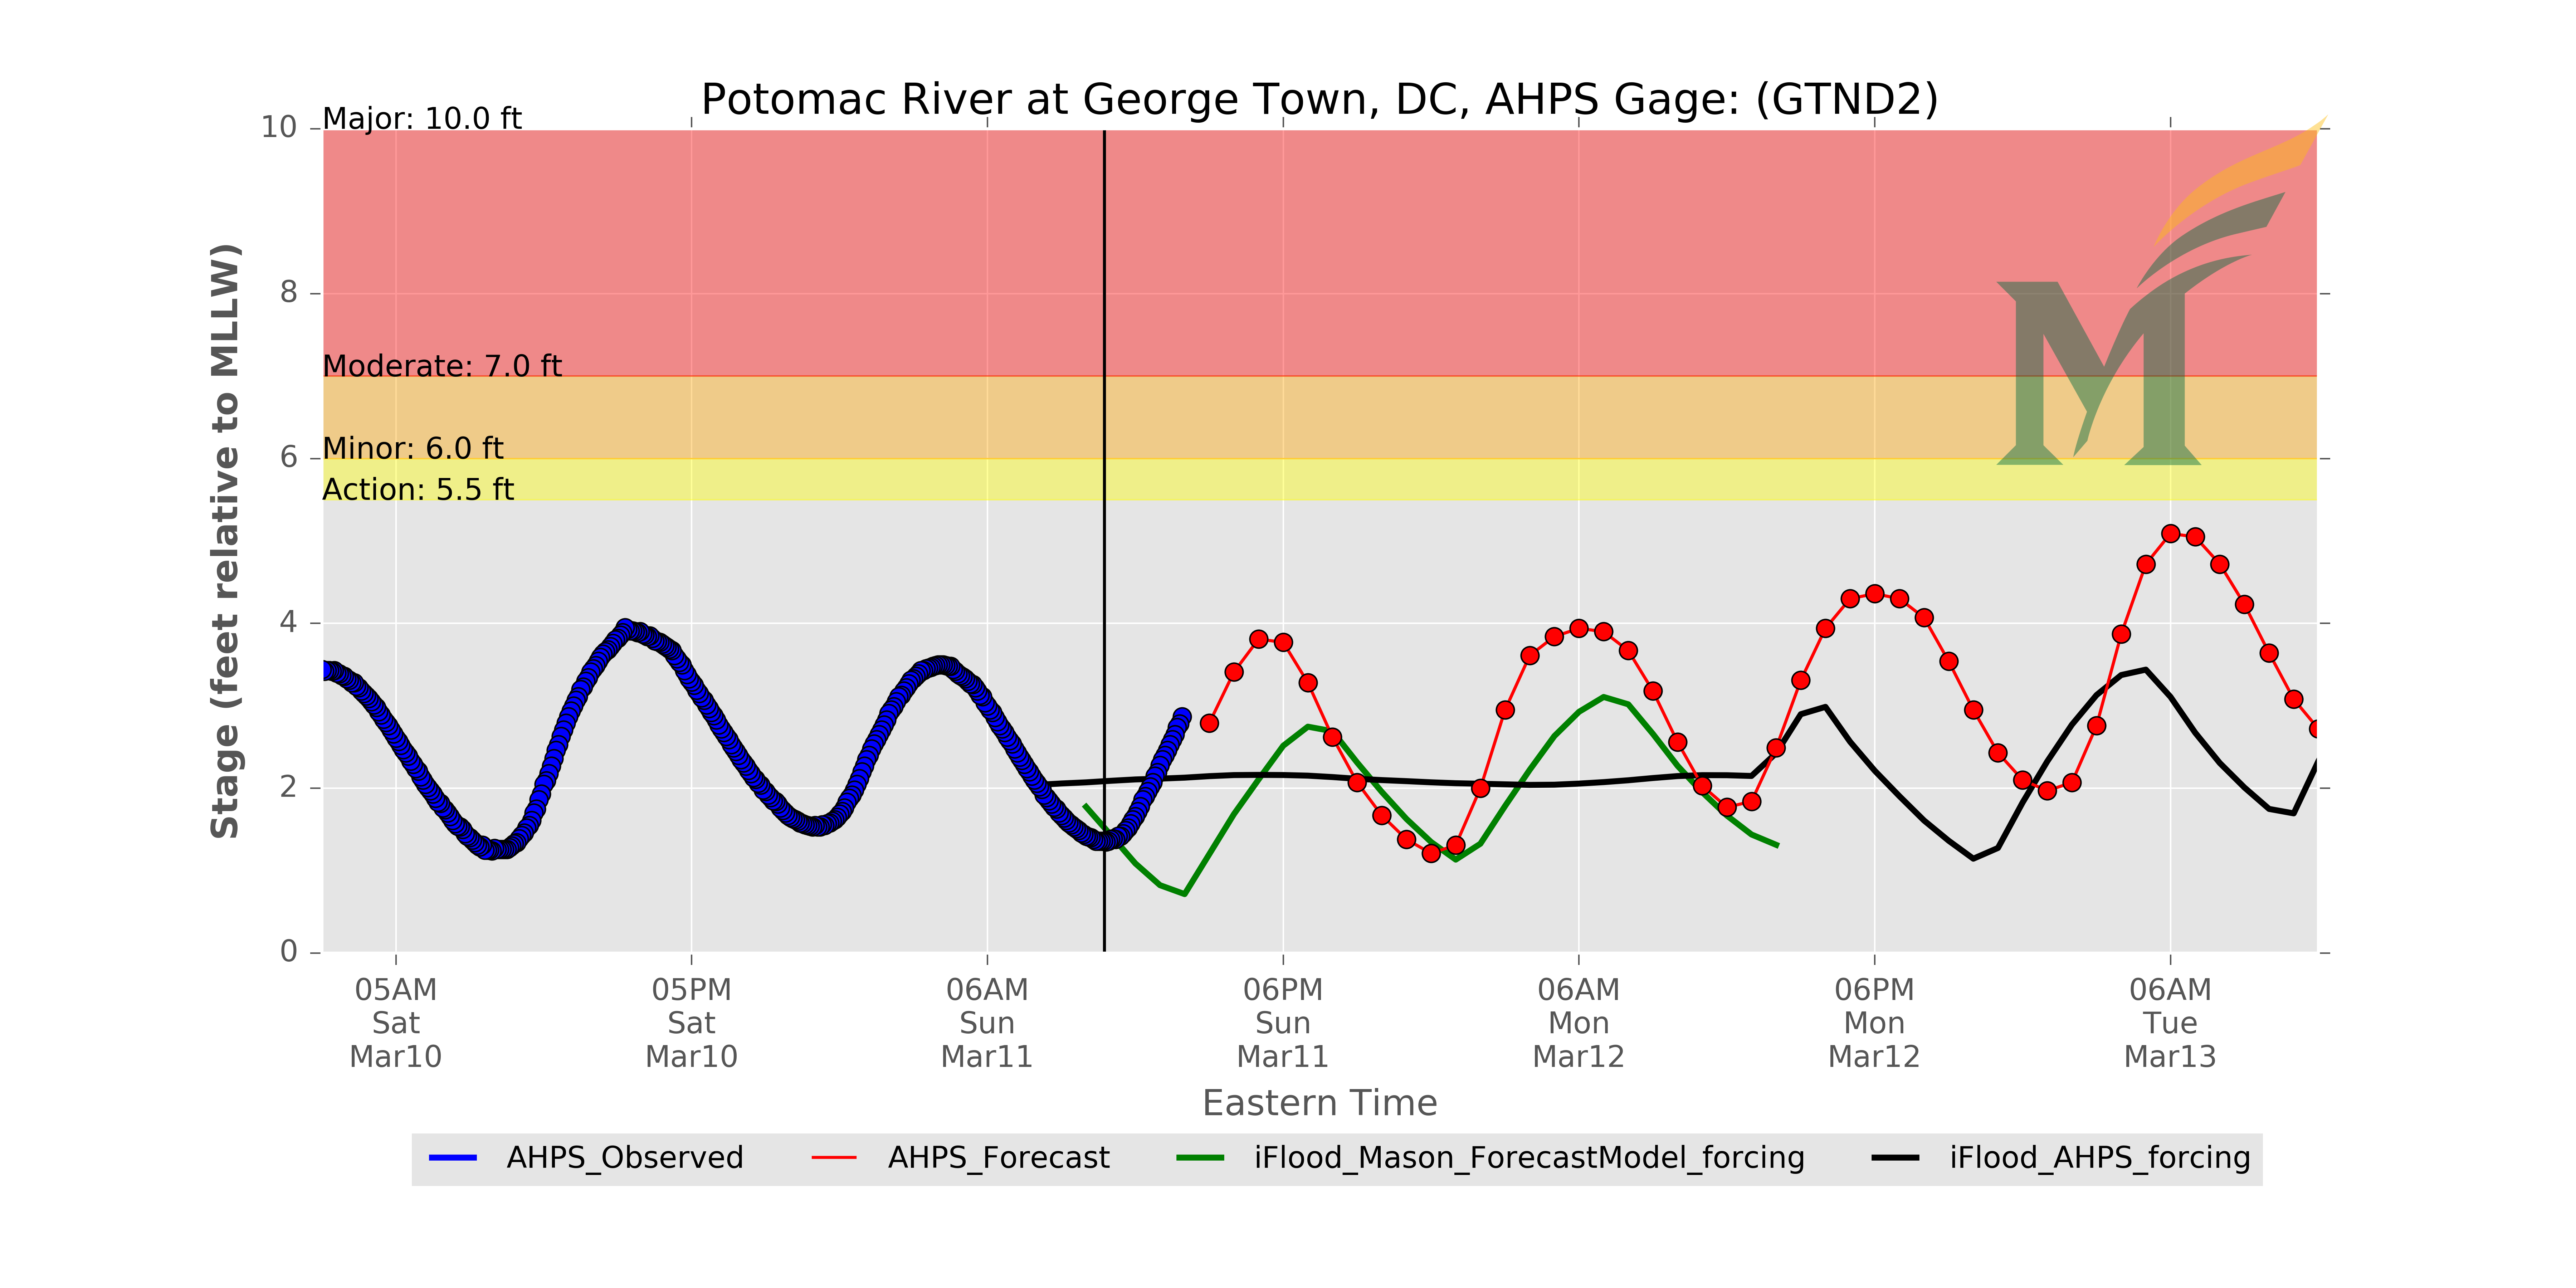 Potomac River at George Town, DC, AHPS Gage: (GTND2)
Major: 10.0 ft
Moderate: 7.0 ft
Minor: 6.0 ft
Action: 5.5 ft
Stage (feet relative to MLLW)
10
8
6
4
2
0
05AM
Sat
Mar10
05PM
Sat
Mar10
06AM
Sun
Mar11
06PM
Sun
Mar11
06AM
Mon
Mar12
06PM
Mon
Mar12
06AM
Tue
Mar13
Eastern Time
AHPS_Observed
AHPS_Forecast
iFlood_Mason_ForecastModel_forcing
iFlood_AHPS_forcing
M